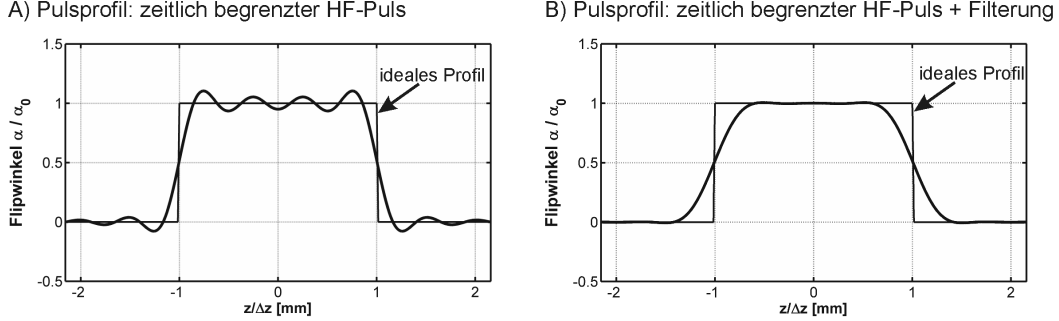 A) Pulsprofil: zeitlich begrenzter HF-Puls
1.5
1
0.5
0
-0.5
Flipwinkel α / α0
ideales Profil
-2
-1
0
1
2
z/Δz [mm]
B) Pulsprofil: zeitlich begrenzter HF-Puls + Filterung
1.5
1
0.5
0
-0.5
Flipwinkel α / α0
ideales Profil
-2
-1
0
1
2
z/Δz [mm]